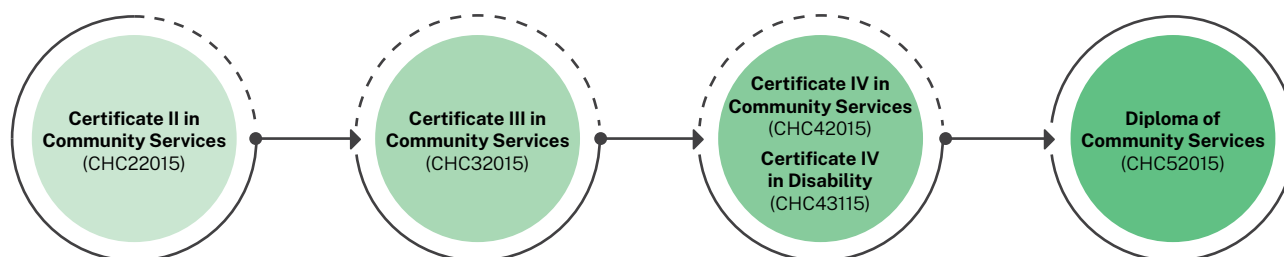 Certificate II in
Community Services
(CHC22015)
Certificate III in
Community Services
(CHC32015)
Certificate IV in
Community Services
(CHC42015)
Certificate IV
in Disability
(CHC43115)
Diploma of
Community Services
(CHC52015)